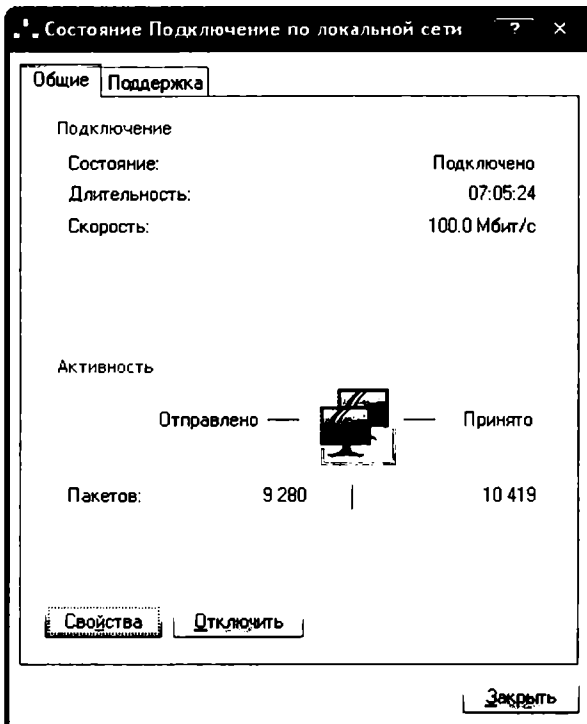 Состояние Подключение по локальной сети ? ×
Общие Поддержка
Подключение
Состояние: Подключено
Длительность: 07:05:24
Скорость: 100.0 Мбит/с
Активность
Отправлено — — Принято
Пакетов: 9 280 | 10 419
Свойства Отключить
Закрыть